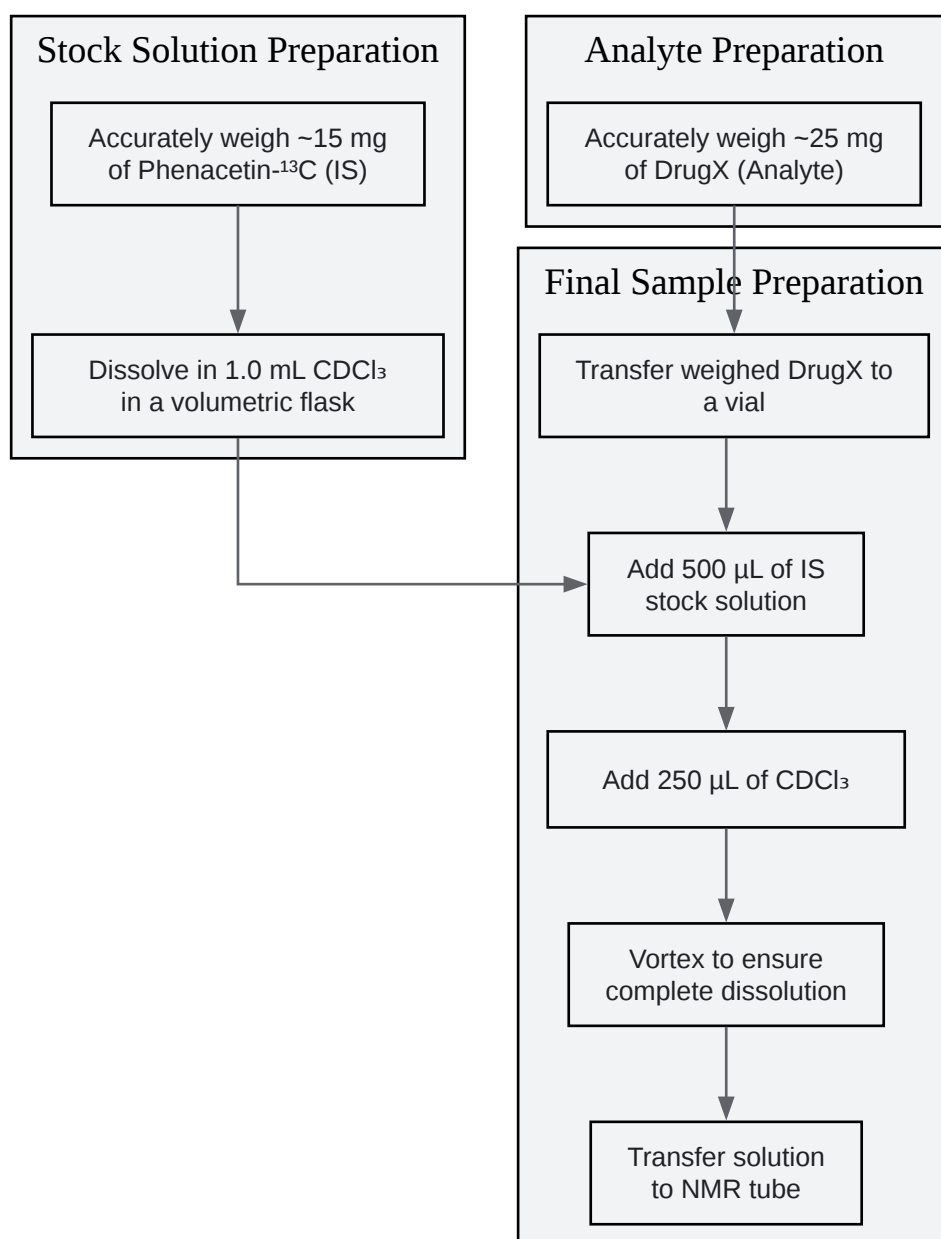 Stock Solution Preparation
Accurately weigh ~15 mg
of Phenacetin-¹³C (IS)
Dissolve in 1.0 mL CDCl₃
in a volumetric flask
Analyte Preparation
Accurately weigh ~25 mg
of DrugX (Analyte)
Final Sample Preparation
Transfer weighed DrugX to
a vial
Add 500 µL of IS
stock solution
Add 250 µL of CDCl₃
Vortex to ensure
complete dissolution
Transfer solution
to NMR tube